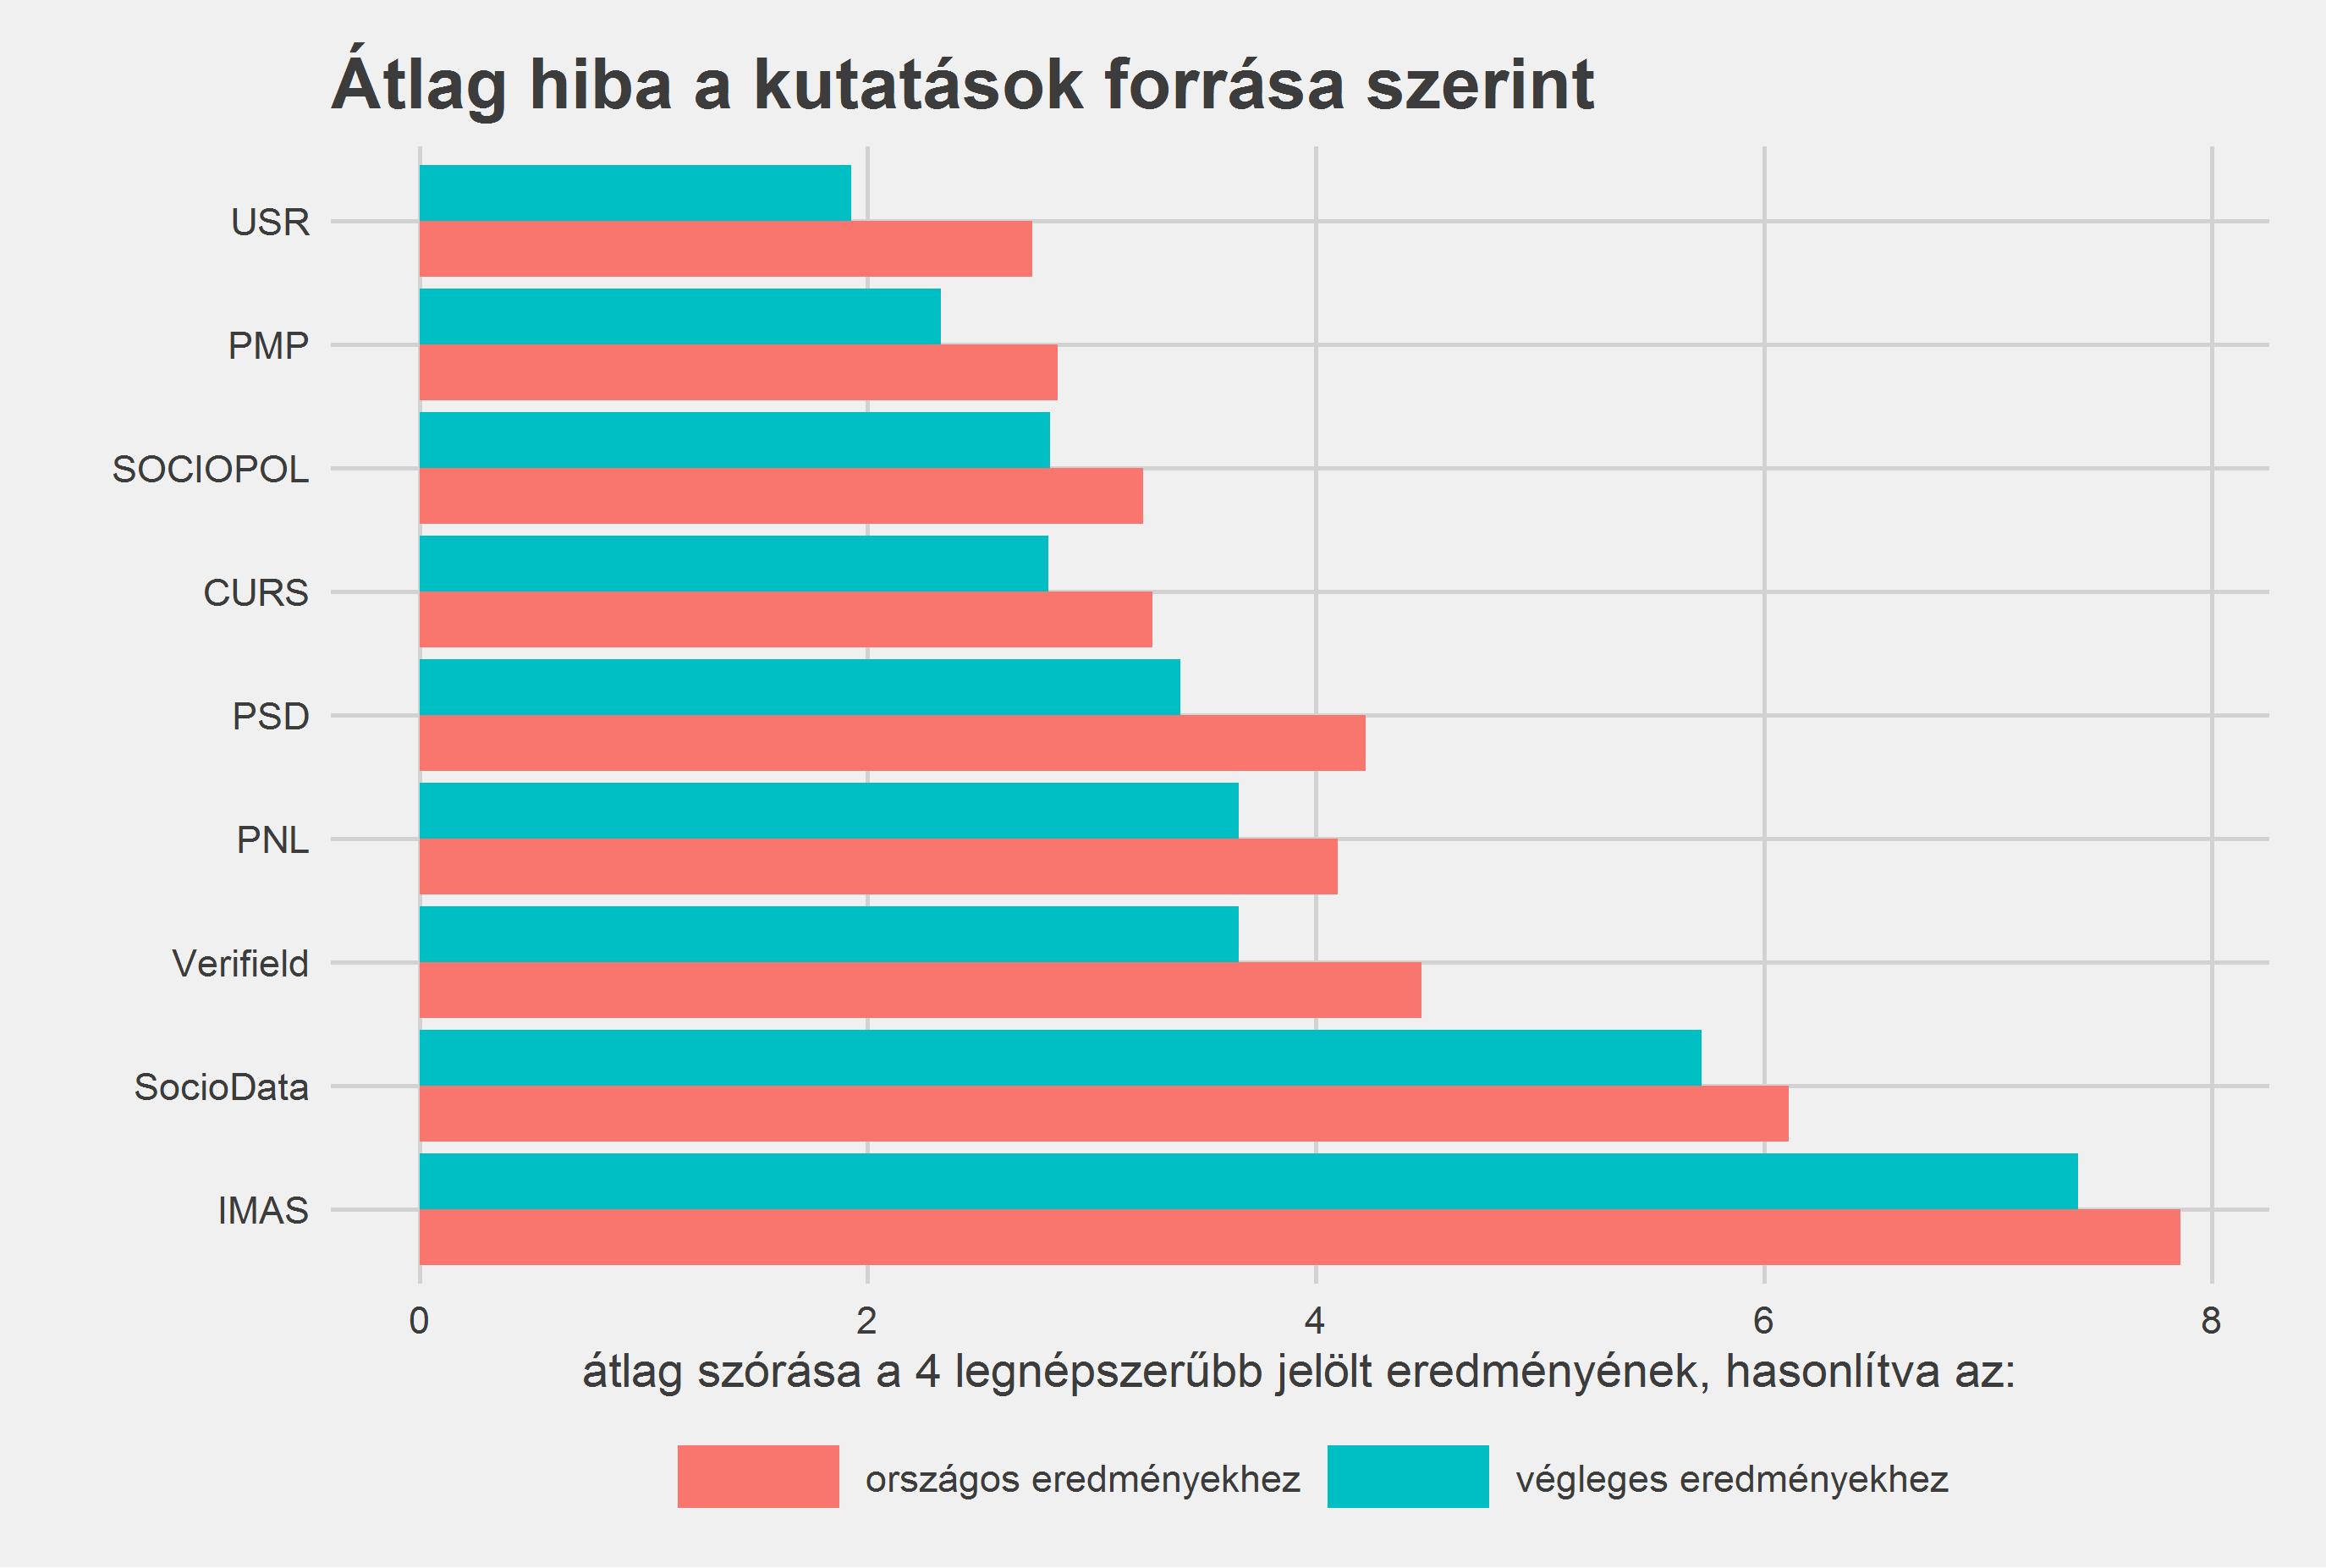 Átlag hiba a kutatások forrása szerint
USR
PMP
SOCIOPOL
CURS
PSD
PNL
Verifield
SocioData
IMAS
0 2 4 6 8
átlag szórása a 4 legnépszerűbb jelölt eredményének, hasonlítva az:
országos eredményekhez végleges eredményekhez